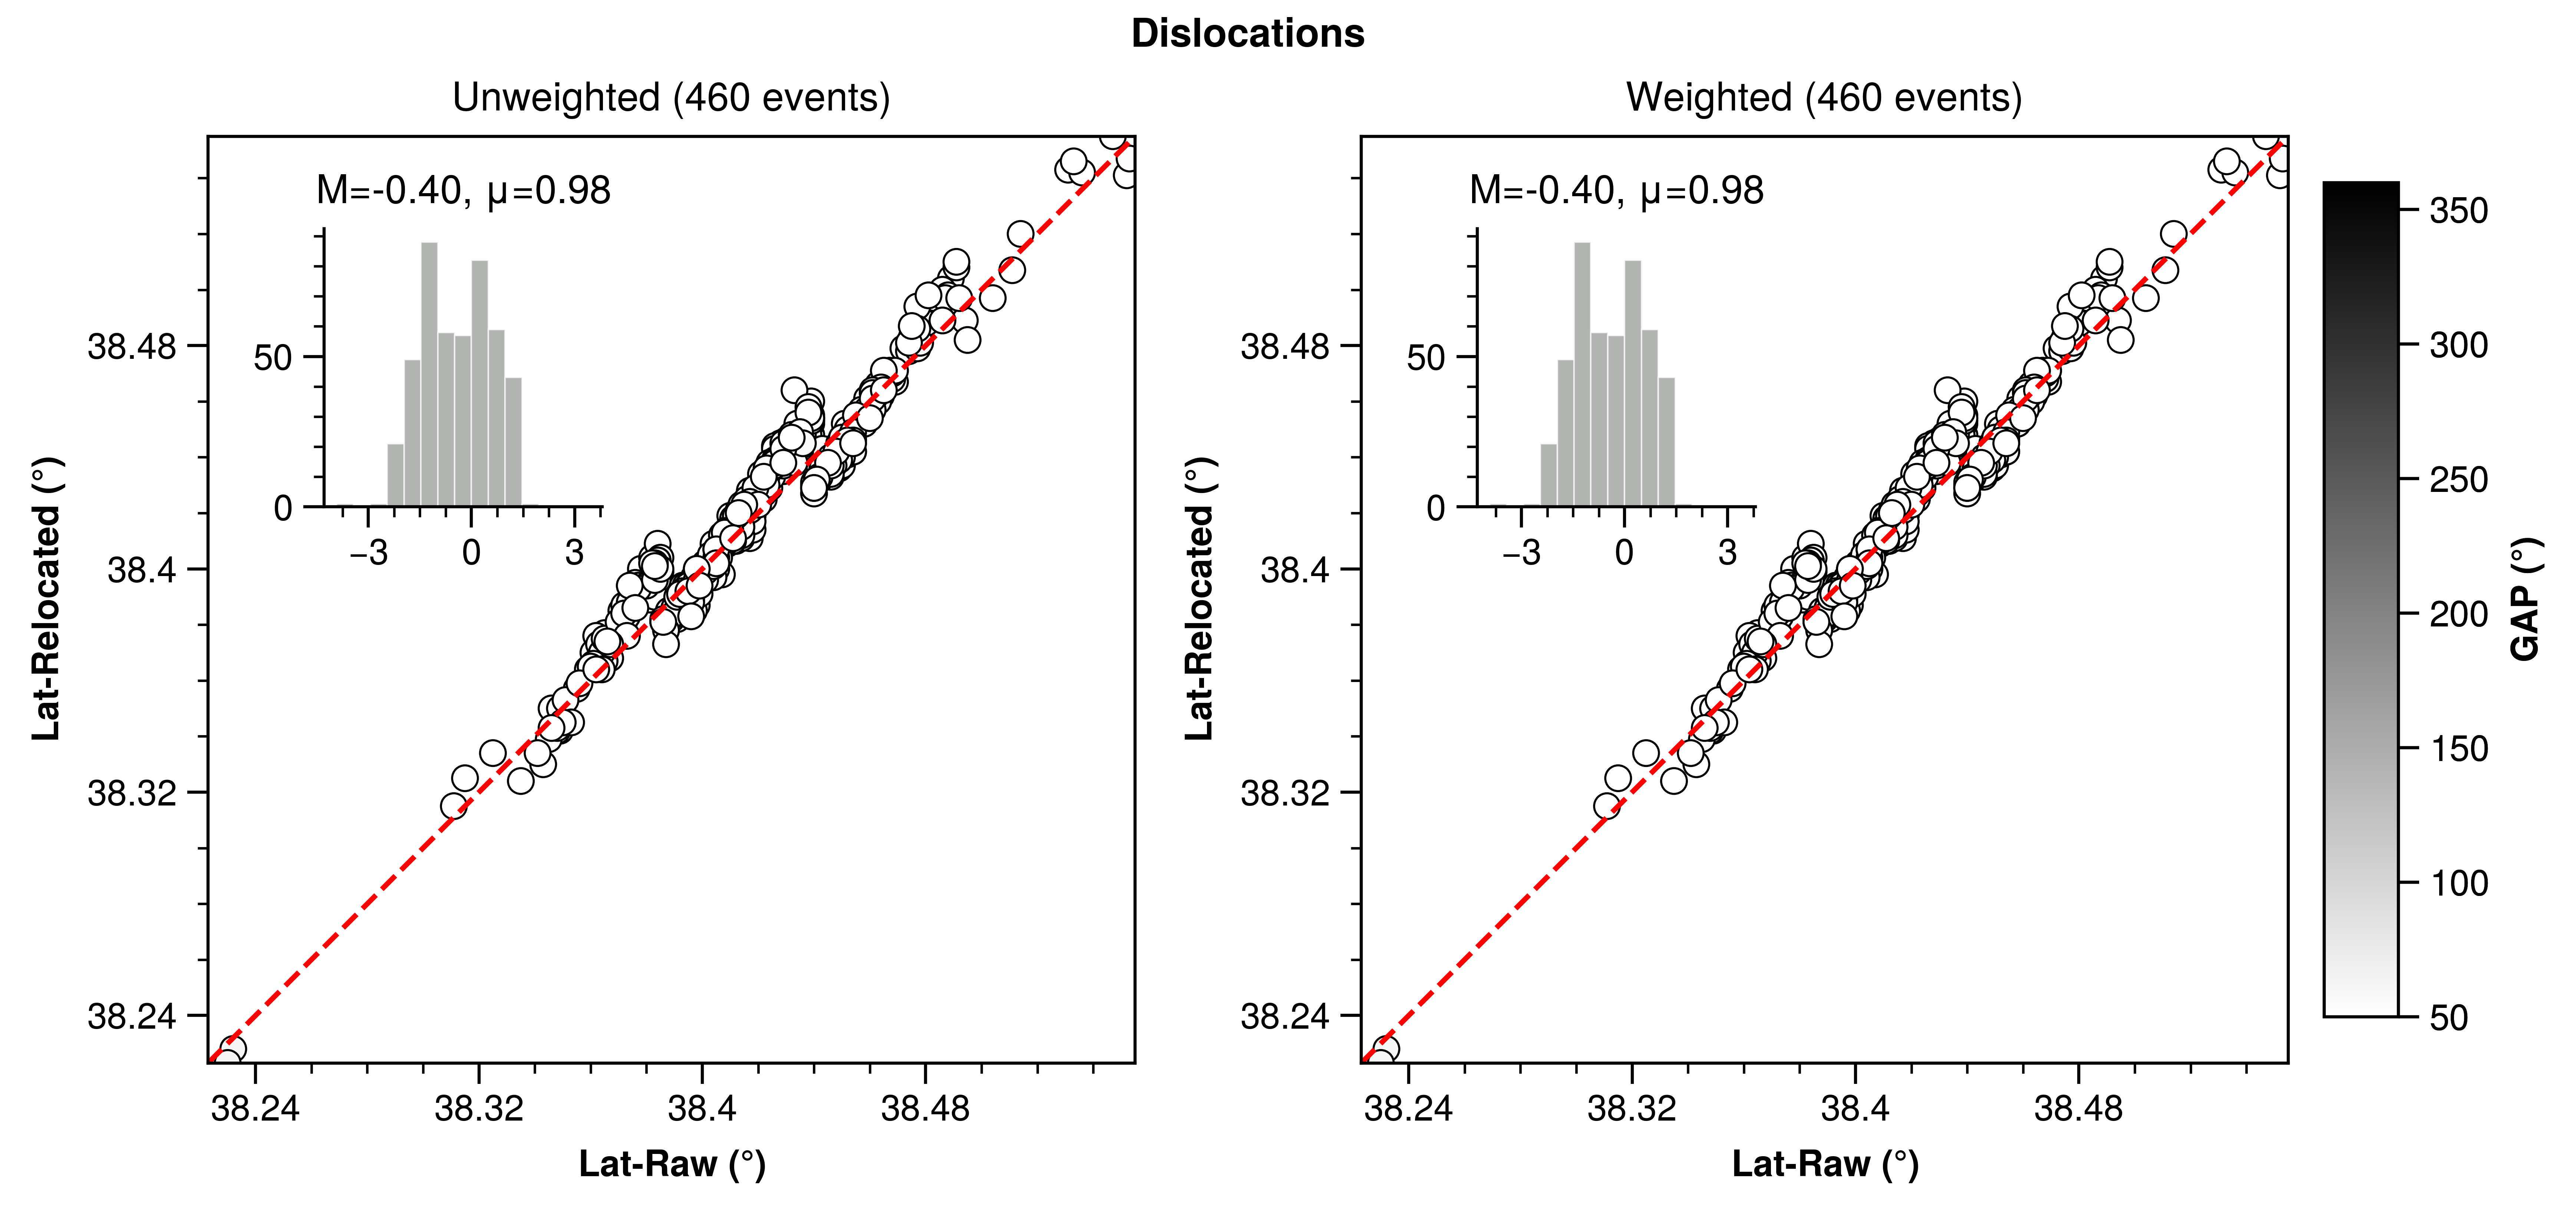 Dislocations
Unweighted (460 events)
M=-0.40, μ=0.98
50
0
−3 0 3
38.48
38.4
38.32
38.24
38.24 38.32 38.4 38.48
Lat-Relocated (°)
Lat-Raw (°)
Weighted (460 events)
M=-0.40, μ=0.98
50
0
−3 0 3
38.48
38.4
38.32
38.24
38.24 38.32 38.4 38.48
Lat-Relocated (°)
Lat-Raw (°)
350
300
250
200
150
100
50
GAP (°)